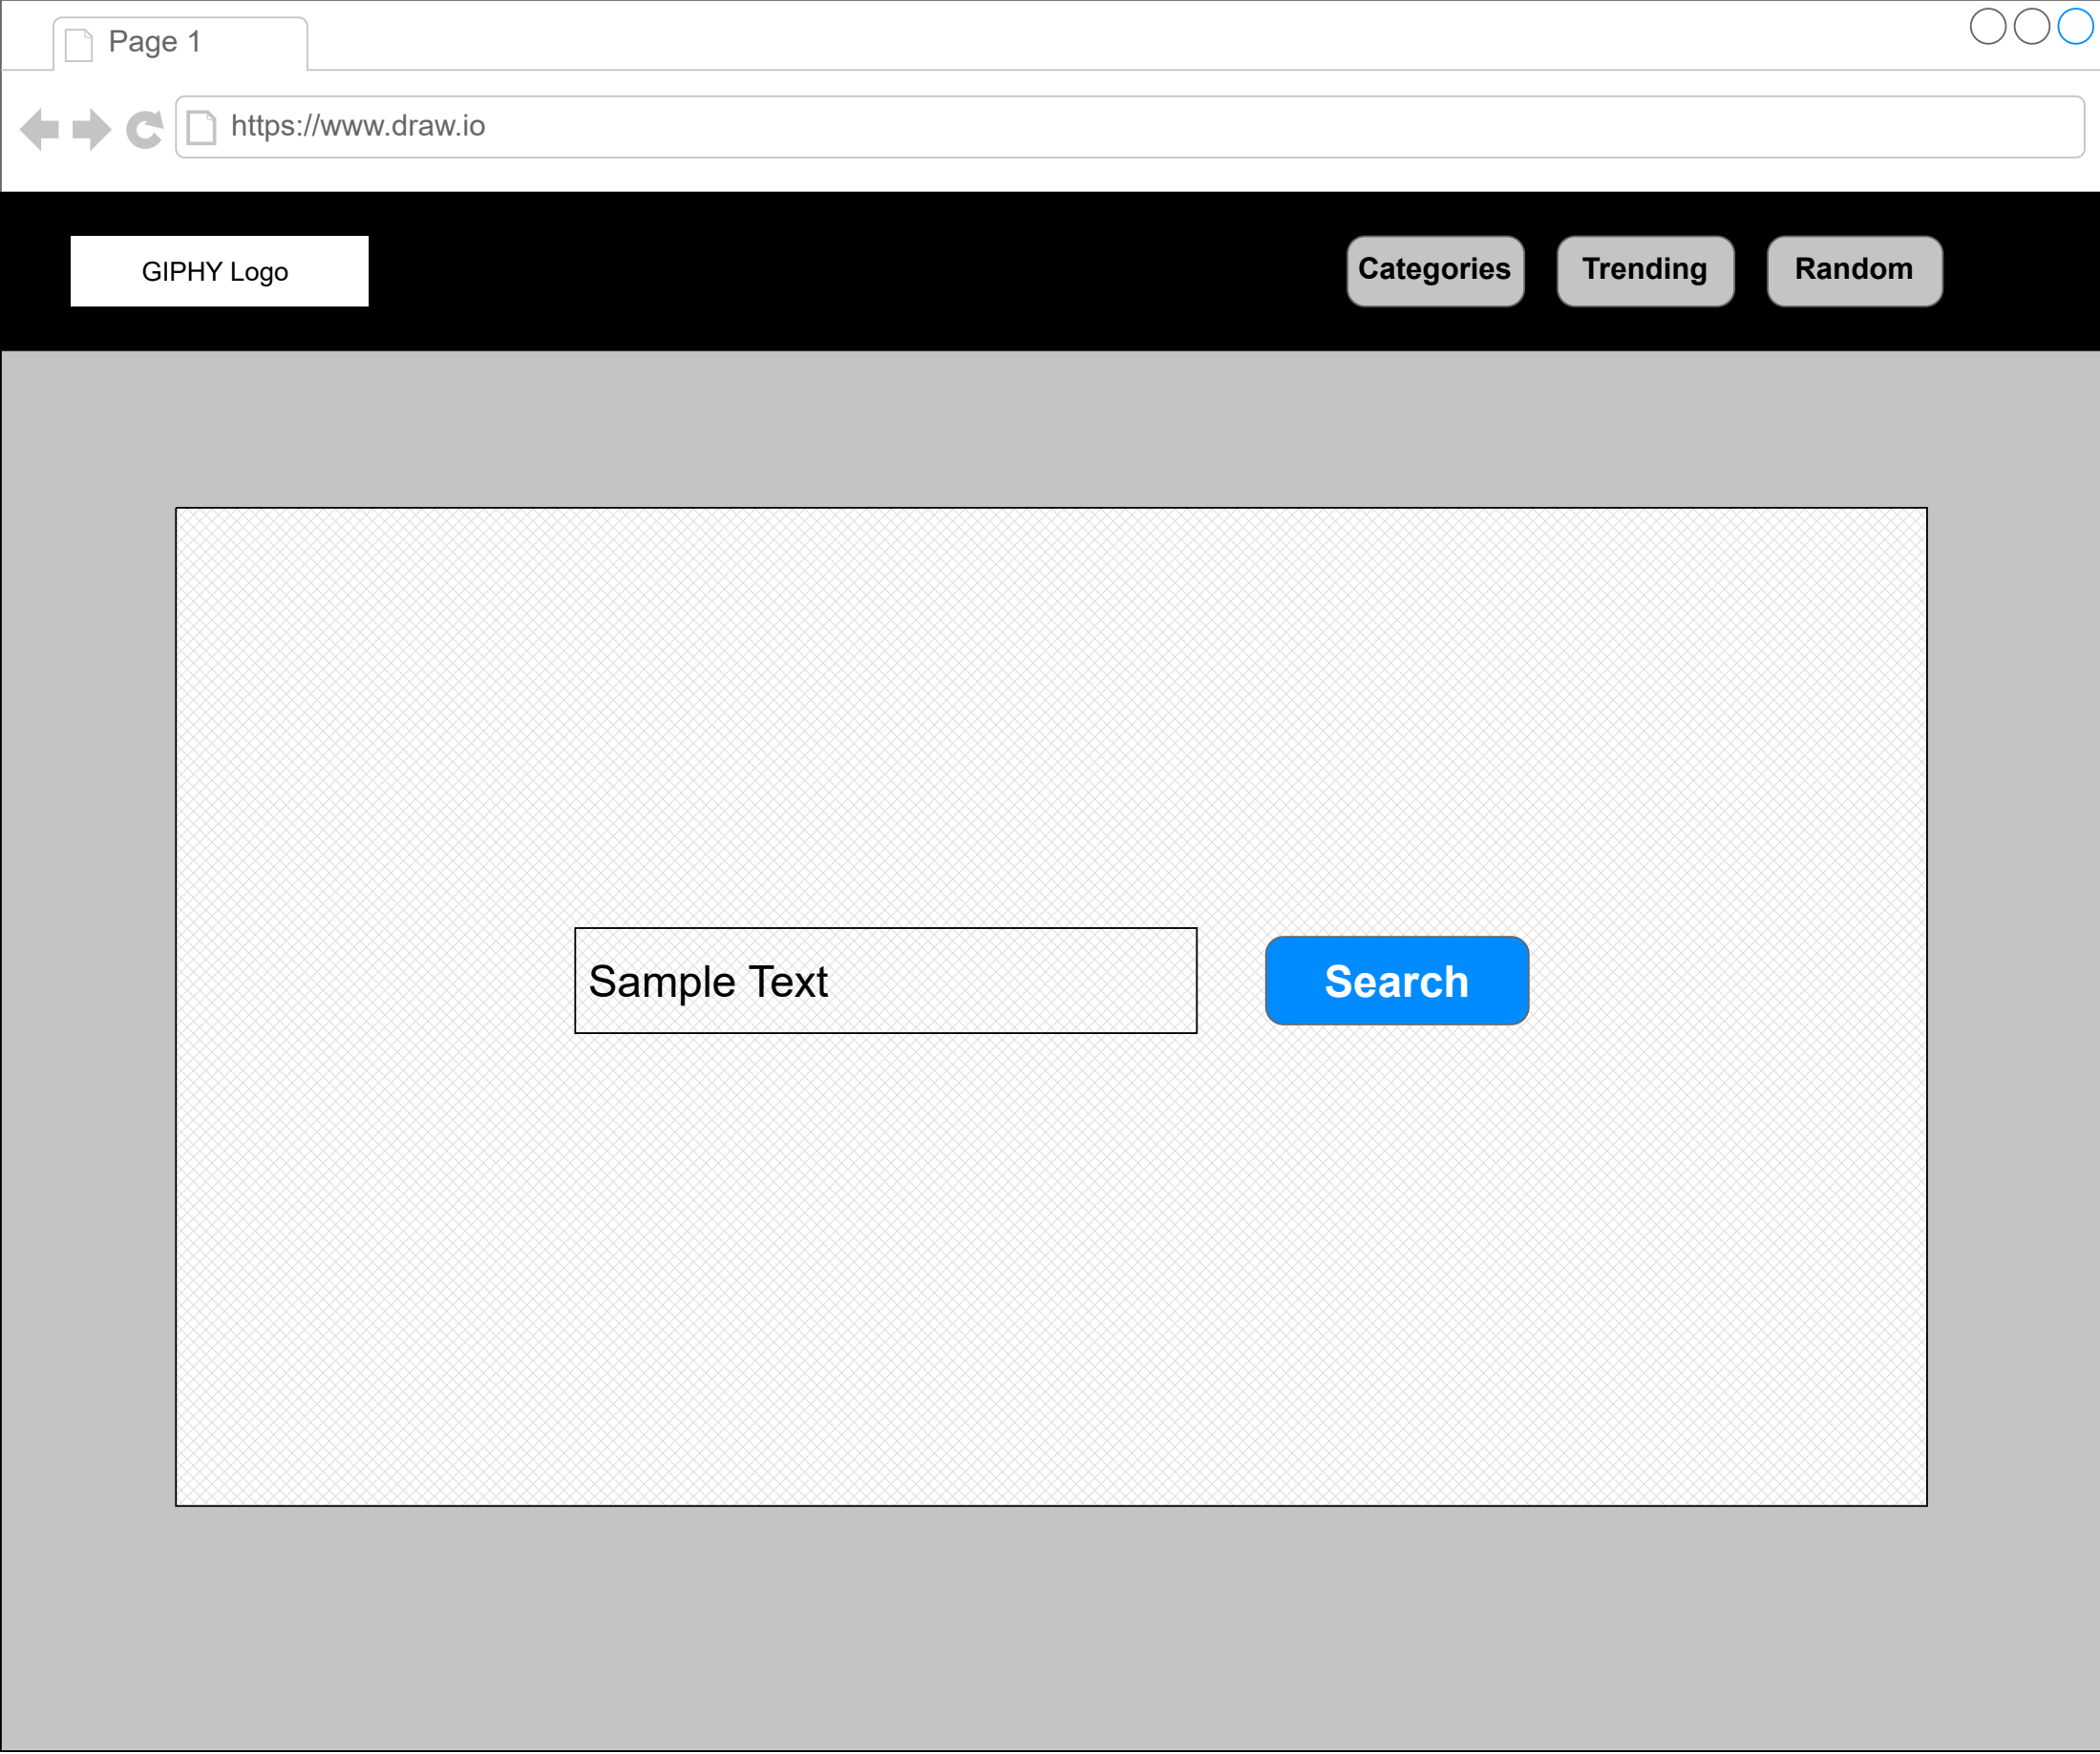 Page 1
https://www.draw.io
GIPHY Logo
Categories
Trending
Random
Sample Text
Search